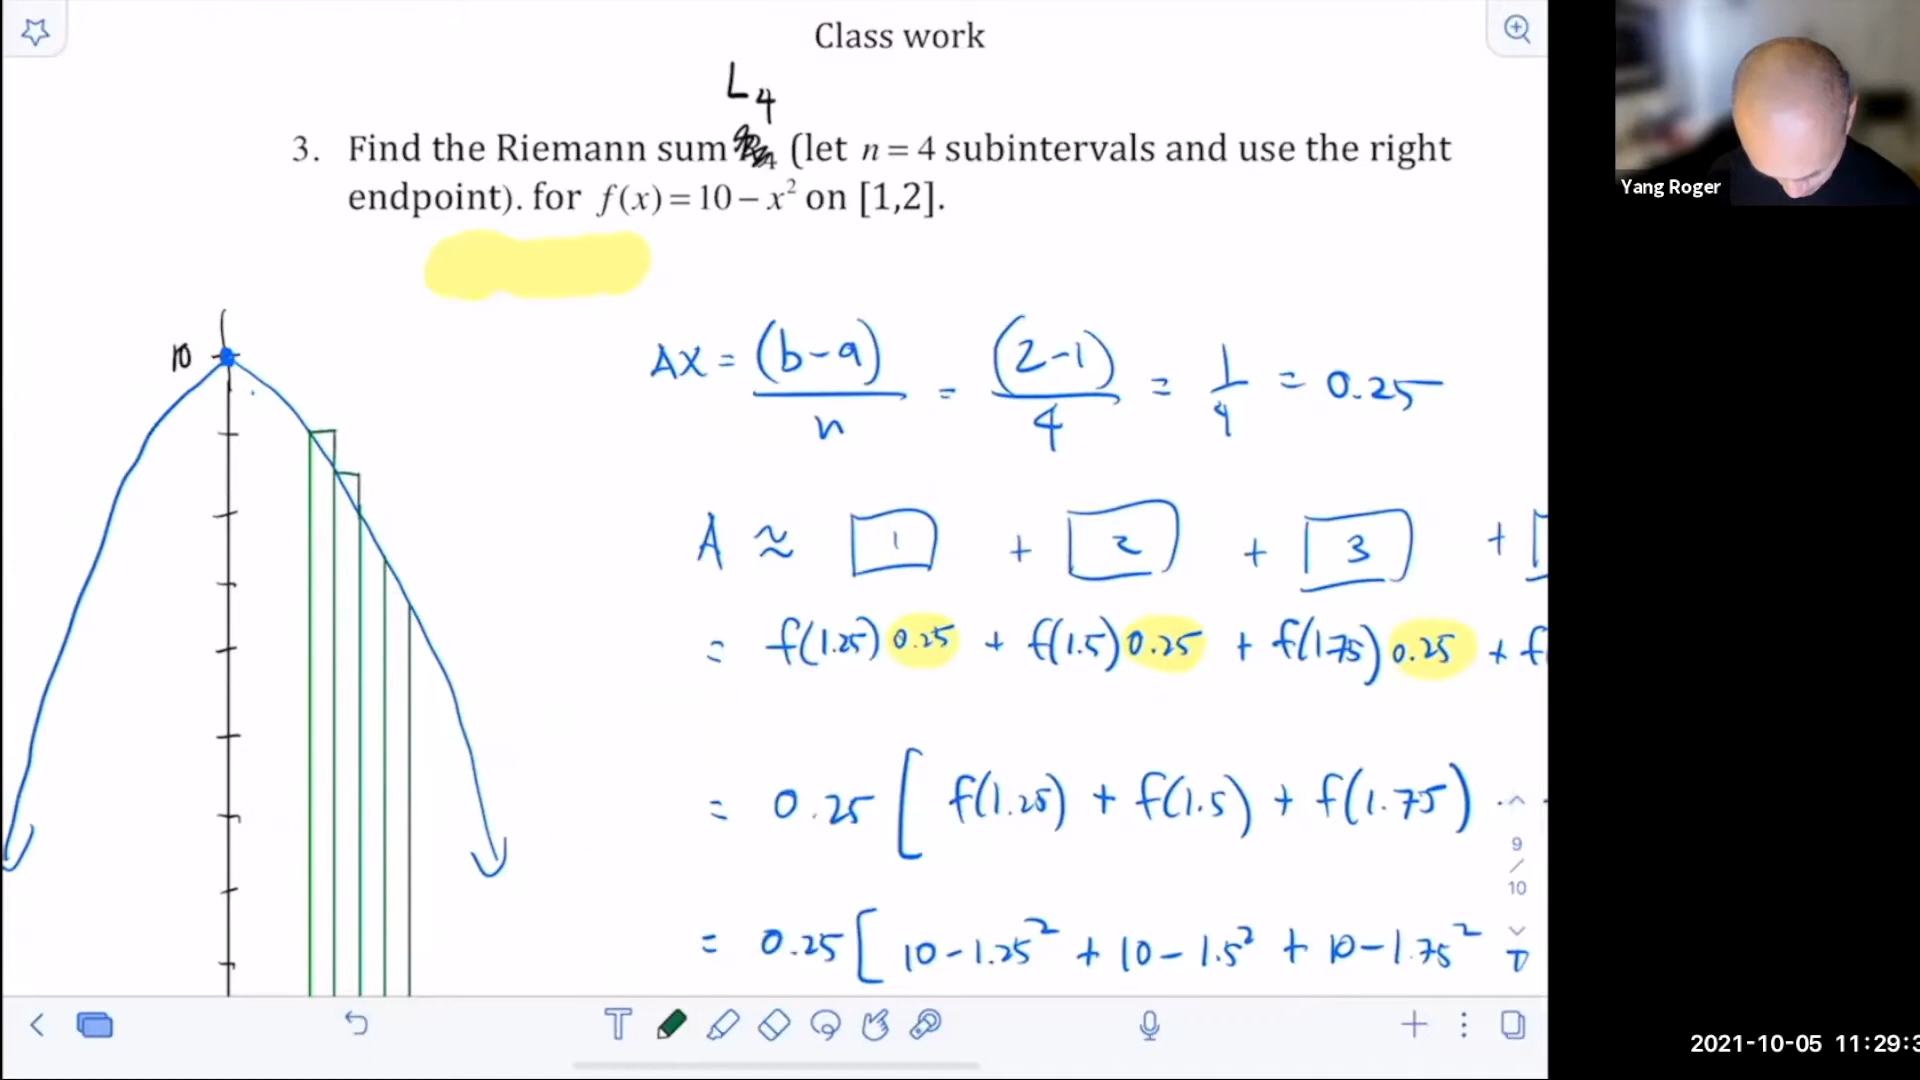 Class work
L4
3. Find the Riemann sum (let n = 4 subintervals and use the right
endpoint). for f(x) = 10 – x² on [1,2].
10
ΔX = (b-a)/n = (2-1)/4 = 1/4 = 0.25
A ≈ 1 + 2 + 3 +
= f(1.25) 0.25 + f(1.5) 0.25 + f(1.75) 0.25 + f
= 0.25 [ f(1.25) + f(1.5) + f(1.75)
= 0.25 [ 10 - 1.25² + 10 - 1.5² + 10 - 1.75²
9
/
10
T
Yang Roger
2021-10-05 11:29:3